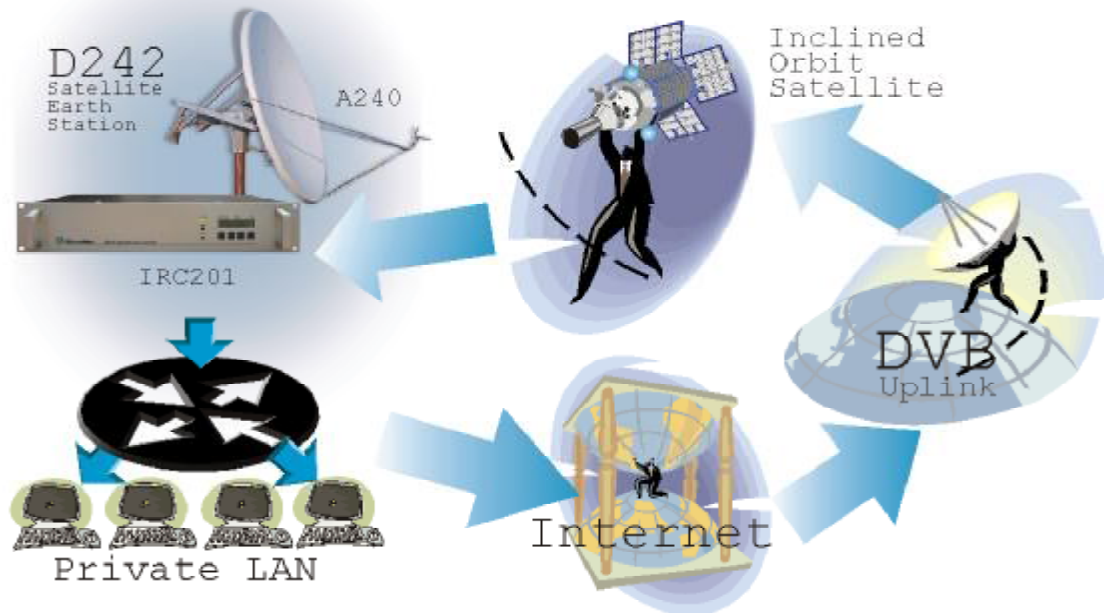 D242
Satellite
Earth
Station
A240
IRC201
Inclined
Orbit
Satellite
DVB
Uplink
Internet
Private LAN